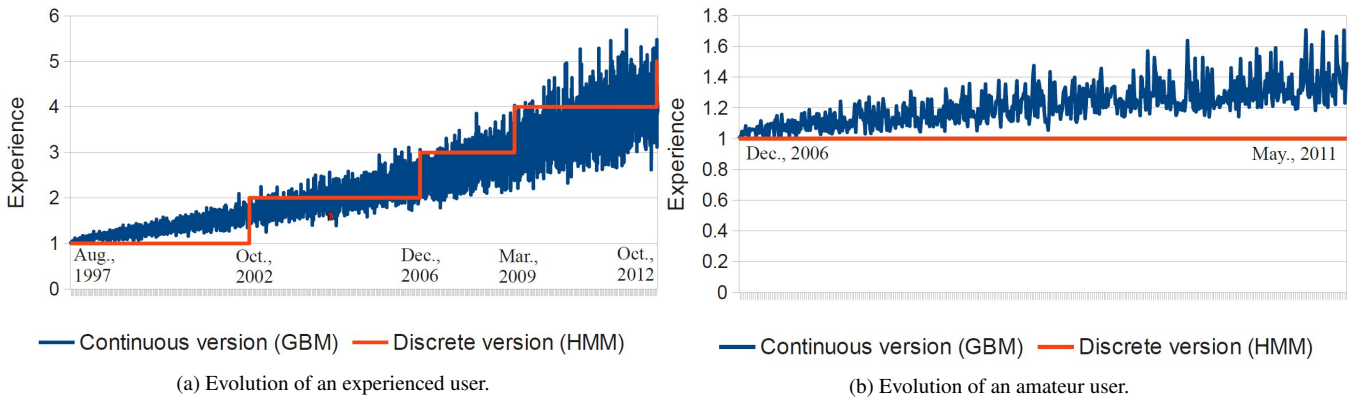 6
5
4
3
2
1
0
Experience
Aug.,
1997
Oct.,
2002
Dec.,
2006
Mar.,
2009
Oct.,
2012
Continuous version (GBM)
Discrete version (HMM)
(a) Evolution of an experienced user.
1.8
1.6
1.4
1.2
1
0.8
0.6
0.4
0.2
0
Experience
Dec., 2006
May., 2011
Continuous version (GBM)
Discrete version (HMM)
(b) Evolution of an amateur user.